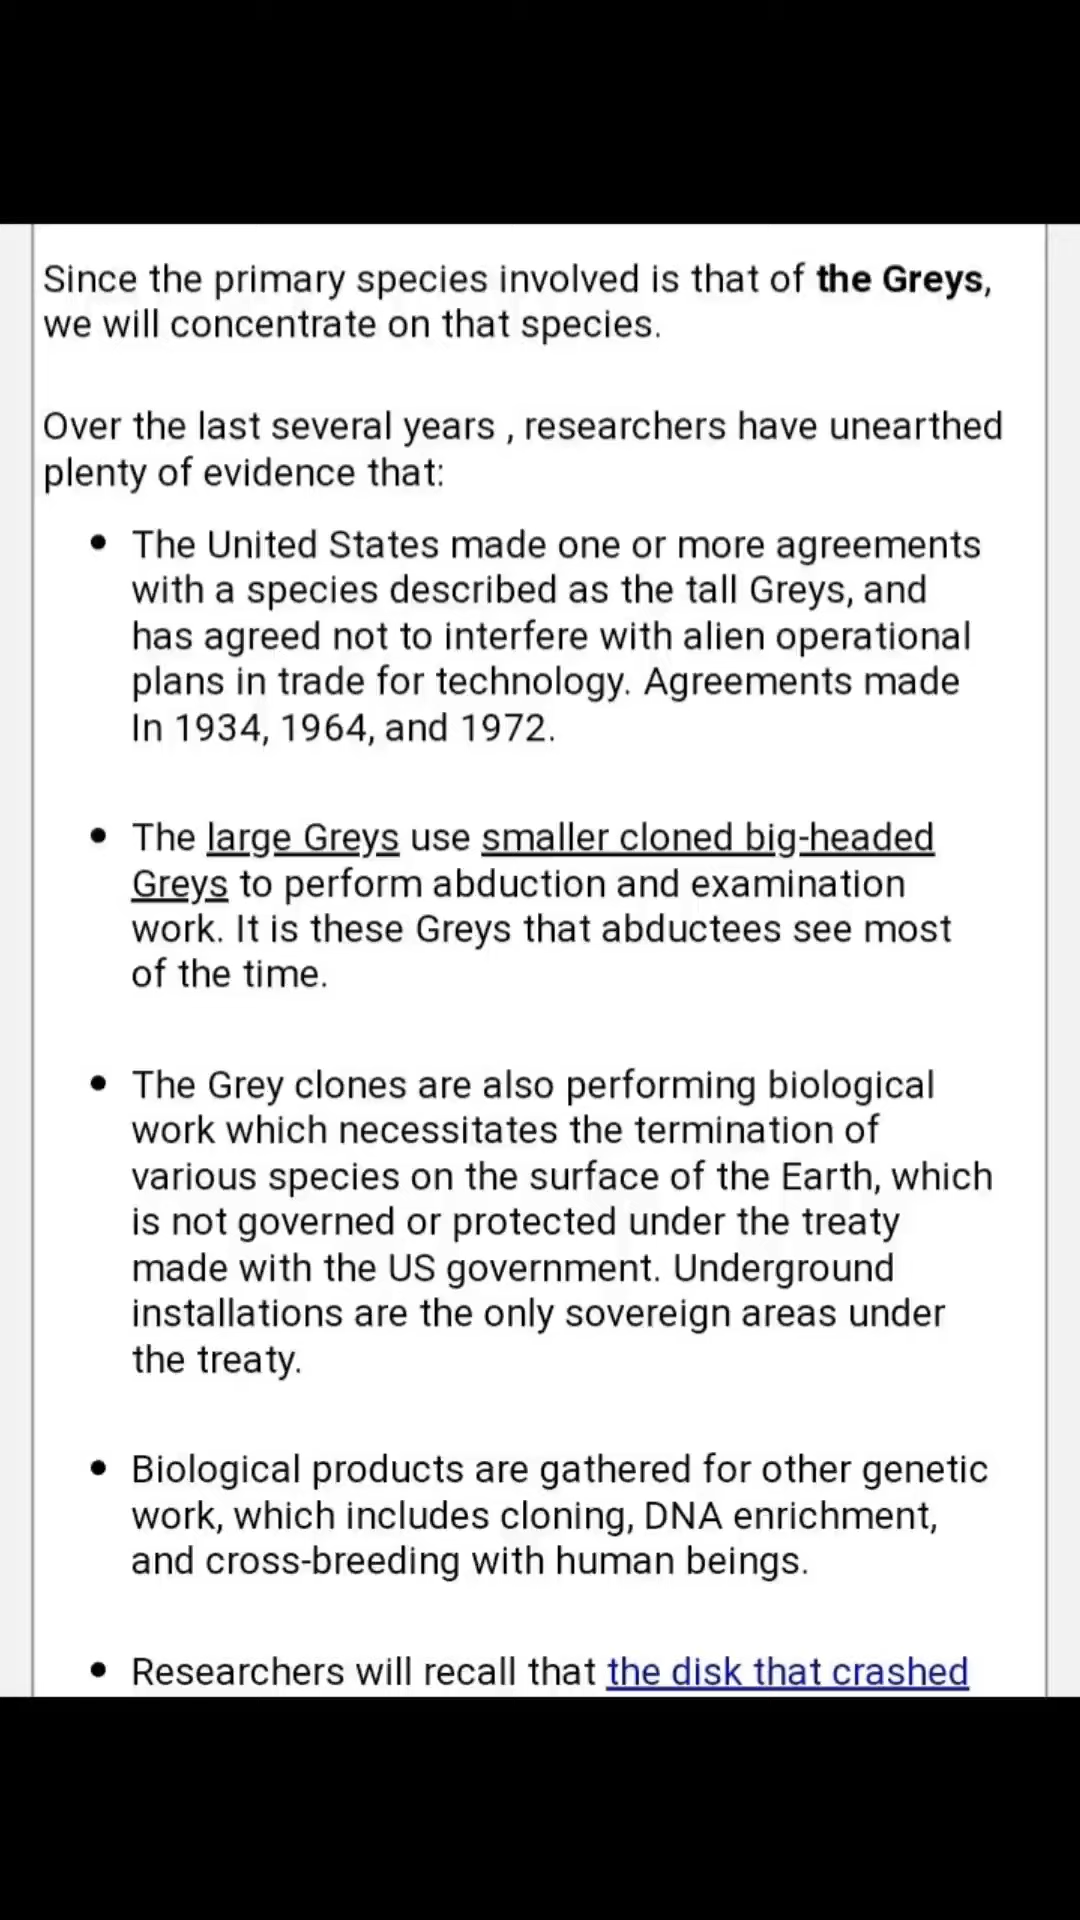 Since the primary species involved is that of the Greys,
we will concentrate on that species.
Over the last several years , researchers have unearthed
plenty of evidence that:
• The United States made one or more agreements
with a species described as the tall Greys, and
has agreed not to interfere with alien operational
plans in trade for technology. Agreements made
In 1934, 1964, and 1972.
• The large Greys use smaller cloned big-headed
Greys to perform abduction and examination
work. It is these Greys that abductees see most
of the time.
• The Grey clones are also performing biological
work which necessitates the termination of
various species on the surface of the Earth, which
is not governed or protected under the treaty
made with the US government. Underground
installations are the only sovereign areas under
the treaty.
• Biological products are gathered for other genetic
work, which includes cloning, DNA enrichment,
and cross-breeding with human beings.
• Researchers will recall that the disk that crashed